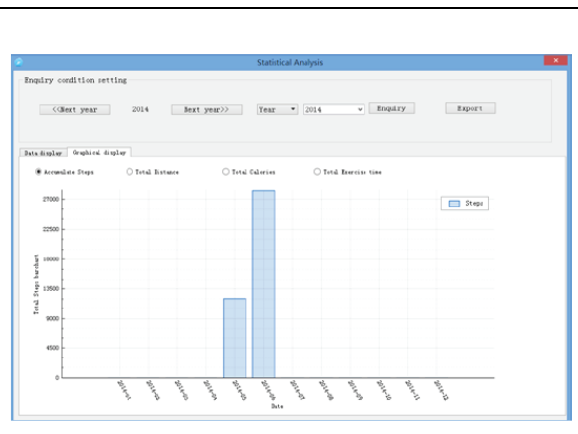 Statistical Analysis
Enquiry condition setting
<<Next year 2014 Next year>> Year 2014 Enquiry Export
Data display Graphical display
Accumulate Steps Total Distance Total Calories Total Exercise time
Steps
Total Steps barchart
27000
22500
18000
13500
9000
4500
0
2014-01 2014-02 2014-03 2014-04 2014-05 2014-06 2014-07 2014-08 2014-09 2014-10 2014-11 2014-12
Date